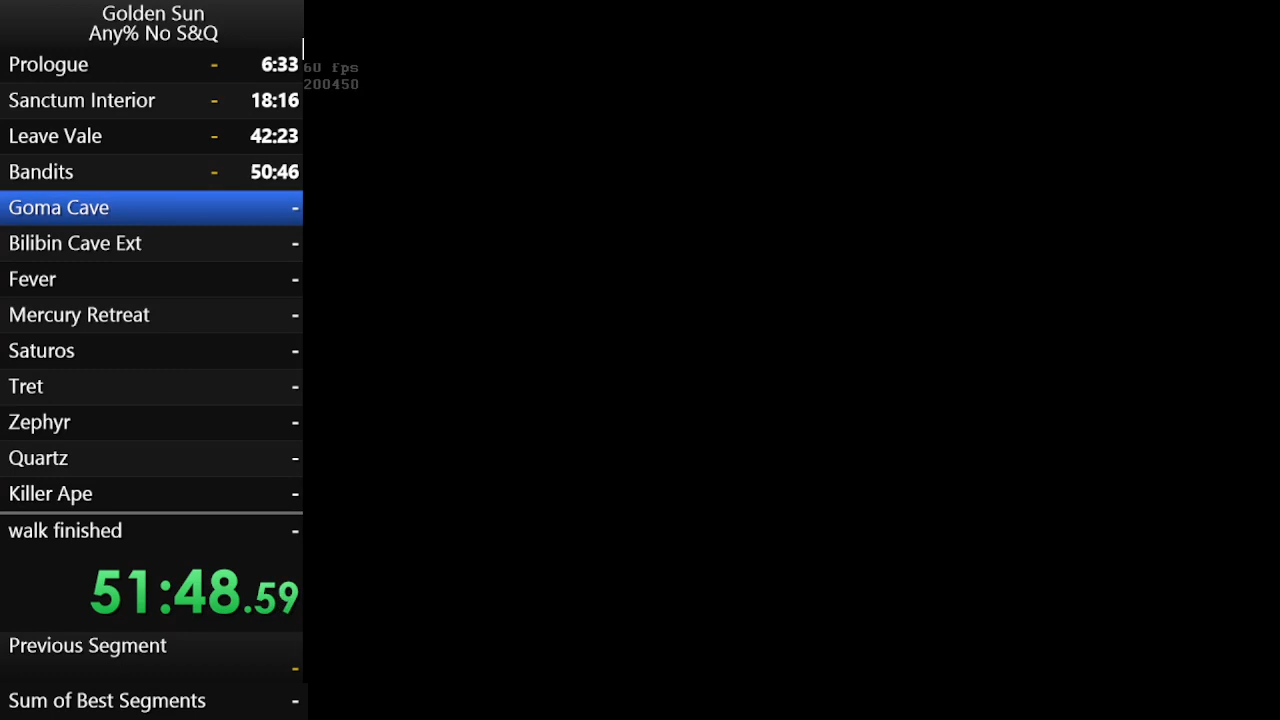 Golden Sun
Any% No S&Q
Prologue - 6:33
60 fps
200450
Sanctum Interior - 18:16
Leave Vale - 42:23
Bandits - 50:46
Goma Cave -
Bilibin Cave Ext -
Fever -
Mercury Retreat -
Saturos -
Tret -
Zephyr -
Quartz -
Killer Ape -
walk finished -
51:48.59
Previous Segment
-
Sum of Best Segments -